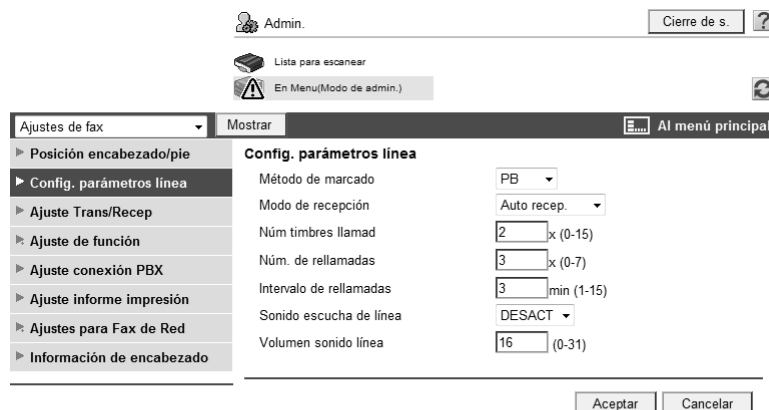 Admin.
Cierre de s.
?
Lista para escanear
En Menu(Modo de admin.)
Ajustes de fax
Mostrar
Al menú principal
Posición encabezado/pie
Config. parámetros línea
Ajuste Trans/Recep
Ajuste de función
Ajuste conexión PBX
Ajuste informe impresión
Ajustes para Fax de Red
Información de encabezado
Config. parámetros línea
Método de marcado PB
Modo de recepción Auto recep.
Núm timbres llamad 2 x (0-15)
Núm. de rellamadas 3 x (0-7)
Intervalo de rellamadas 3 min (1-15)
Sonido escucha de línea DESACT
Volumen sonido línea 16 (0-31)
Aceptar Cancelar